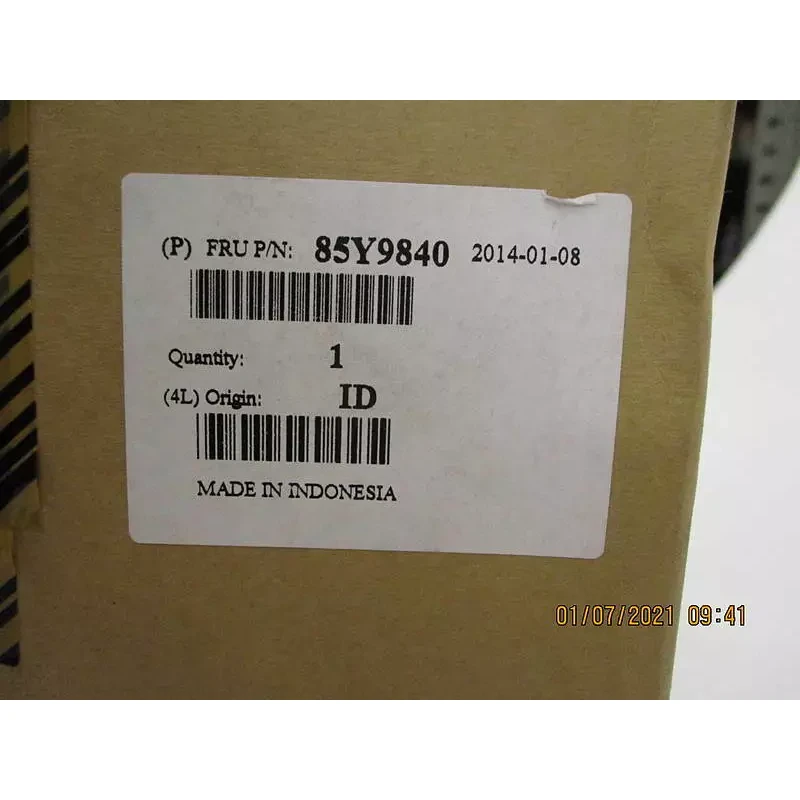 (P) FRU P/N: 85Y9840 2014-01-08
Quantity: 1
(4L) Origin: ID
MADE IN INDONESIA
01/07/2021 09:41